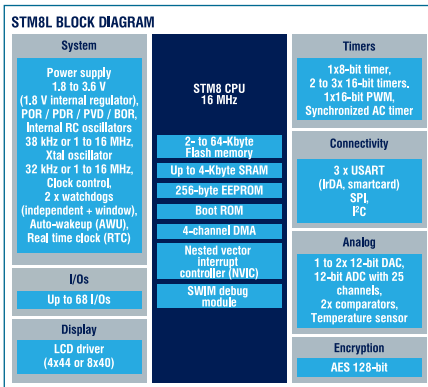 STM8L BLOCK DIAGRAM
System
Power supply
1.8 to 3.6 V
(1.8 V internal regulator),
POR / PDR / PVD / BOR,
Internal RC oscillators
38 kHz or 1 to 16 MHz,
Xtal oscillator
32 kHz or 1 to 16 MHz,
Clock control,
2 x watchdogs
(independent + window),
Auto-wakeup (AWU),
Real time clock (RTC)
I/Os
Up to 68 I/Os
Display
LCD driver
(4x44 or 8x40)
STM8 CPU
16 MHz
2- to 64-Kbyte
Flash memory
Up to 4-Kbyte SRAM
256-byte EEPROM
Boot ROM
4-channel DMA
Nested vector
interrupt
controller (NVIC)
SWIM debug
module
Timers
1x8-bit timer,
2 to 3x 16-bit timers.
1x16-bit PWM,
Synchronized AC timer
Connectivity
3 x USART
(IrDA, smartcard)
SPI,
I²C
Analog
1 to 2x 12-bit DAC,
12-bit ADC with 25
channels,
2x comparators,
Temperature sensor
Encryption
AES 128-bit